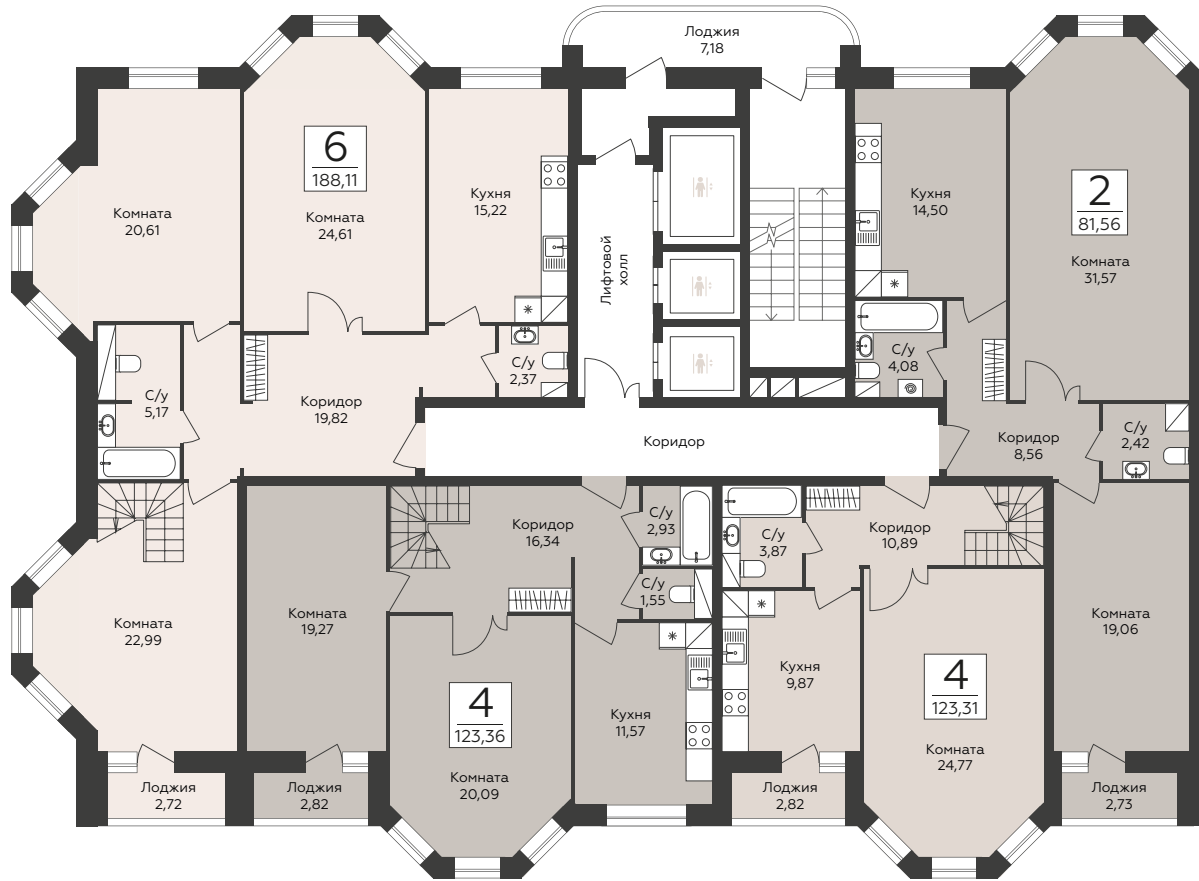 Лоджия
7,18
6
188,11
Комната
24,61
Комната
20,61
Кухня
15,22
Лифтовой
холл
Кухня
14,50
2
81,56
Комната
31,57
С/у
5,17
Коридор
19,82
С/у
2,37
С/у
4,08
Коридор
Коридор
8,56
С/у
2,42
Комната
22,99
Комната
19,27
Коридор
16,34
С/у
2,93
С/у
1,55
С/у
3,87
Коридор
10,89
Комната
19,06
4
123,36
Комната
20,09
Кухня
11,57
Кухня
9,87
4
123,31
Комната
24,77
Лоджия
2,72
Лоджия
2,82
Лоджия
2,82
Лоджия
2,73